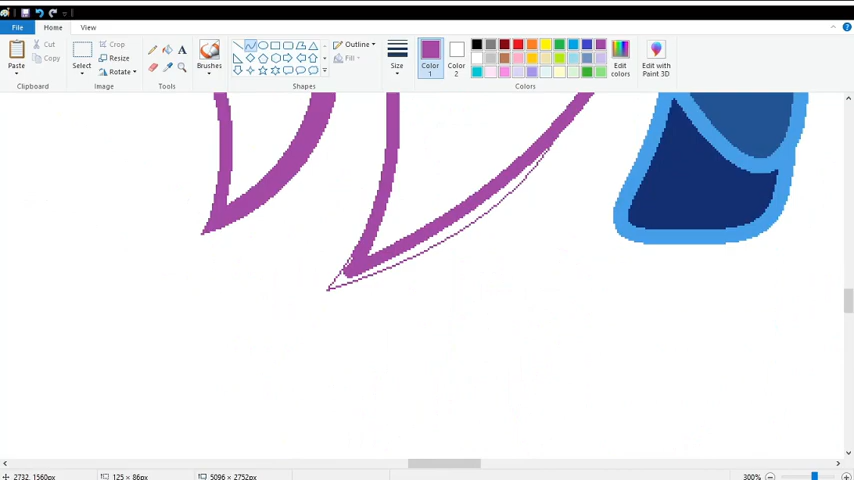 File Home View
Paste
Cut
Copy
Clipboard
Select
Crop
Resize
Rotate
Image
A
Tools
Brushes
Outline
Fill
Shapes
Size
Color 1
Color 2
Edit colors
Colors
Edit with Paint 3D
2732, 1560px 125 × 86px 5096 × 2752px 300%